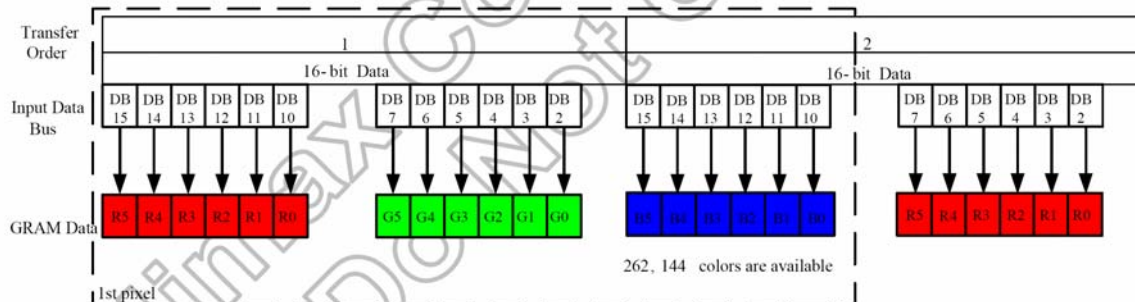 Transfer
Order
1
2
16- bit Data
16- bit Data
Input Data
Bus
DB 15 DB 14 DB 13 DB 12 DB 11 DB 10
DB 7 DB 6 DB 5 DB 4 DB 3 DB 2
DB 15 DB 14 DB 13 DB 12 DB 11 DB 10
DB 7 DB 6 DB 5 DB 4 DB 3 DB 2
GRAM Data
R5 R4 R3 R2 R1 R0
G5 G4 G3 G2 G1 G0
B5 B4 B3 B2 B1 B0
R5 R4 R3 R2 R1 R0
262, 144 colors are available
1st pixel
Do Not